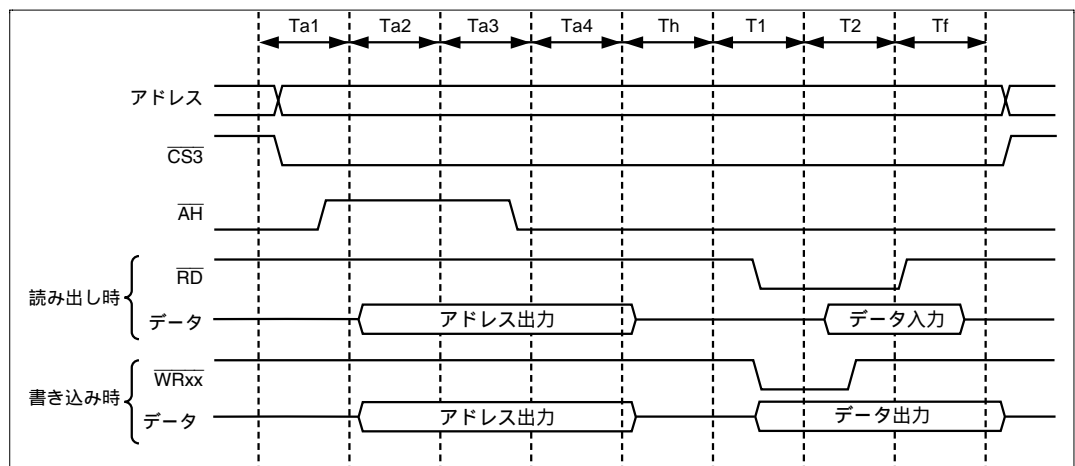 Ta1 Ta2 Ta3 Ta4 Th T1 T2 Tf
アドレス
CS3
AH
読み出し時
RD
データ アドレス出力 データ入力
書き込み時
WRxx
データ アドレス出力 データ出力